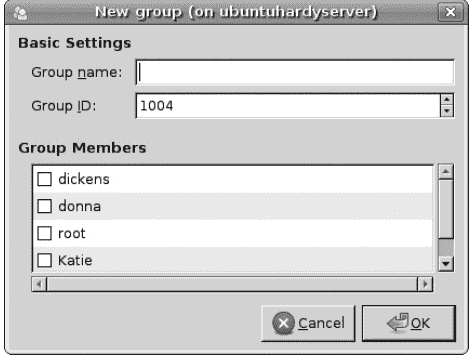 New group (on ubuntuhardyserver)
Basic Settings
Group name:
Group ID: 1004
Group Members
dickens
donna
root
Katie
Cancel OK